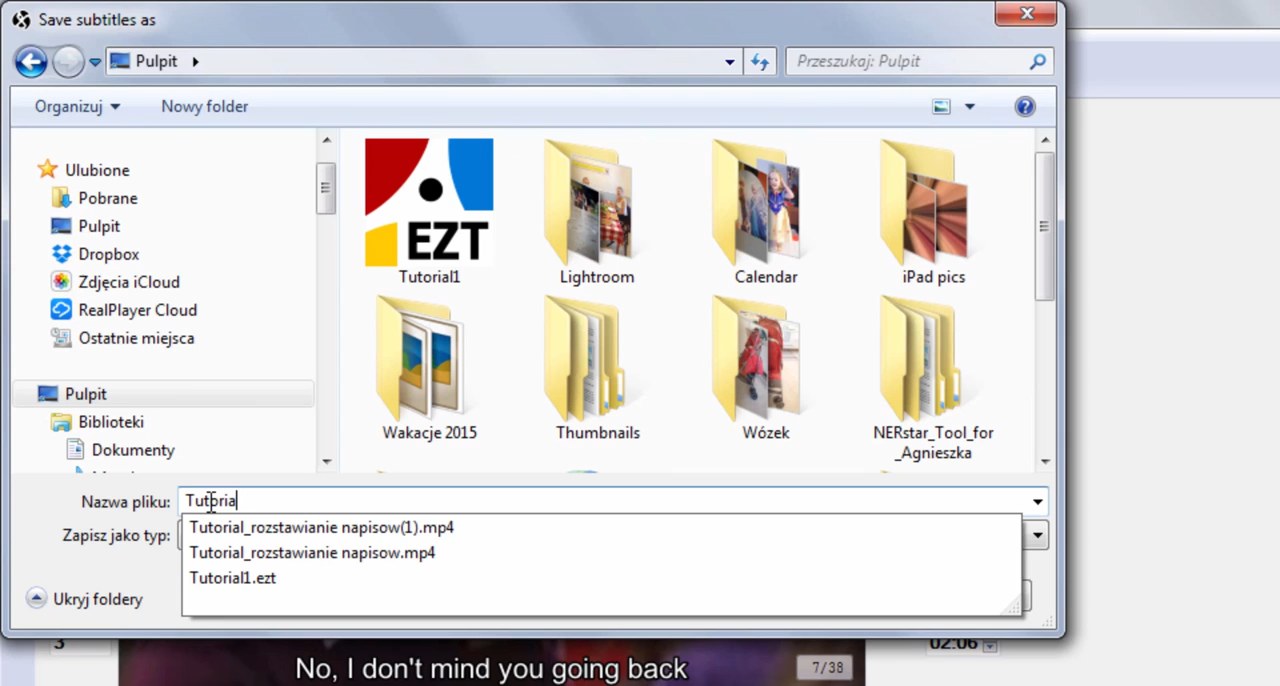 Save subtitles as
Pulpit
Przeszukaj: Pulpit
Organizuj
Nowy folder
Ulubione
Pobrane
Pulpit
Dropbox
Zdjęcia iCloud
RealPlayer Cloud
Ostatnie miejsca
Pulpit
Biblioteki
Dokumenty
EZT
Tutorial1
Lightroom
Calendar
iPad pics
Wakacje 2015
Thumbnails
Wózek
NERstar_Tool_for
_Agnieszka
Nazwa pliku:
Tutoria
Zapisz jako typ:
Tutorial_rozstawianie napisow(1).mp4
Tutorial_rozstawianie napisow.mp4
Tutorial1.ezt
Ukryj foldery
3
02:06
No, I don't mind you going back
7/38